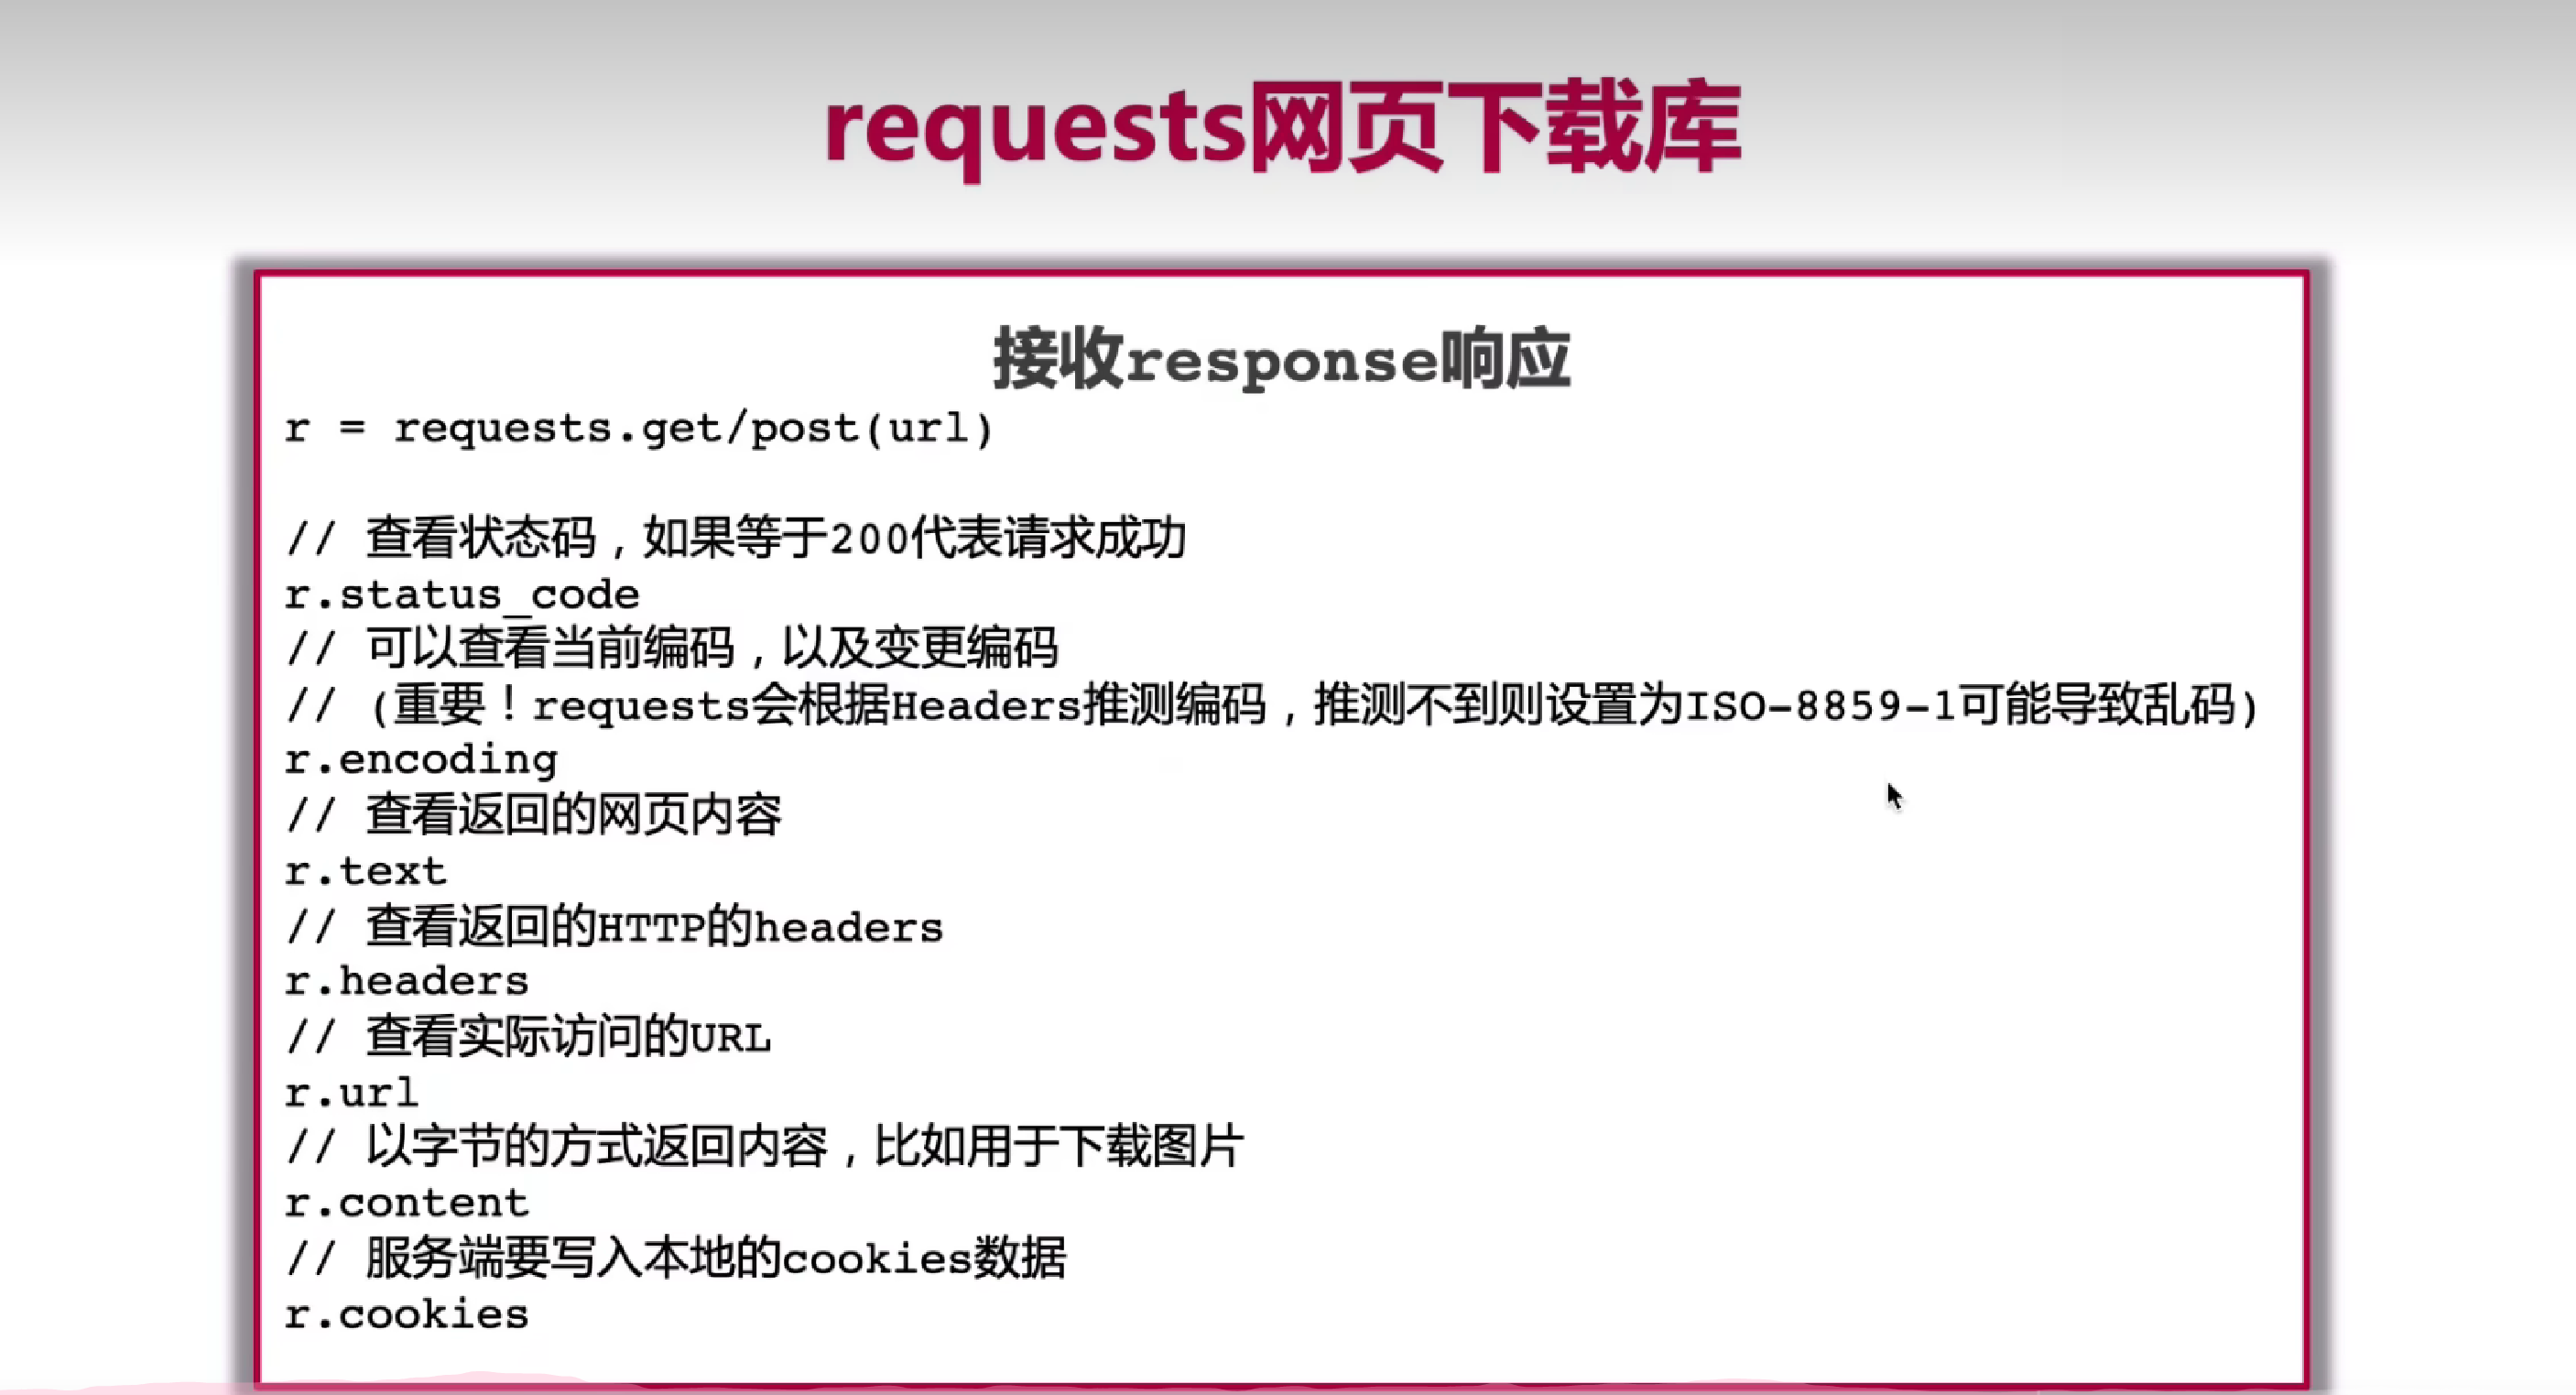 requests网页下载库
接收response响应
r = requests.get/post(url)
// 查看状态码，如果等于200代表请求成功
r.status_code
// 可以查看当前编码，以及变更编码
// (重要！requests会根据Headers推测编码，推测不到则设置为ISO-8859-1可能导致乱码)
r.encoding
// 查看返回的网页内容
r.text
// 查看返回的HTTP的headers
r.headers
// 查看实际访问的URL
r.url
// 以字节的方式返回内容，比如用于下载图片
r.content
// 服务端要写入本地的cookies数据
r.cookies